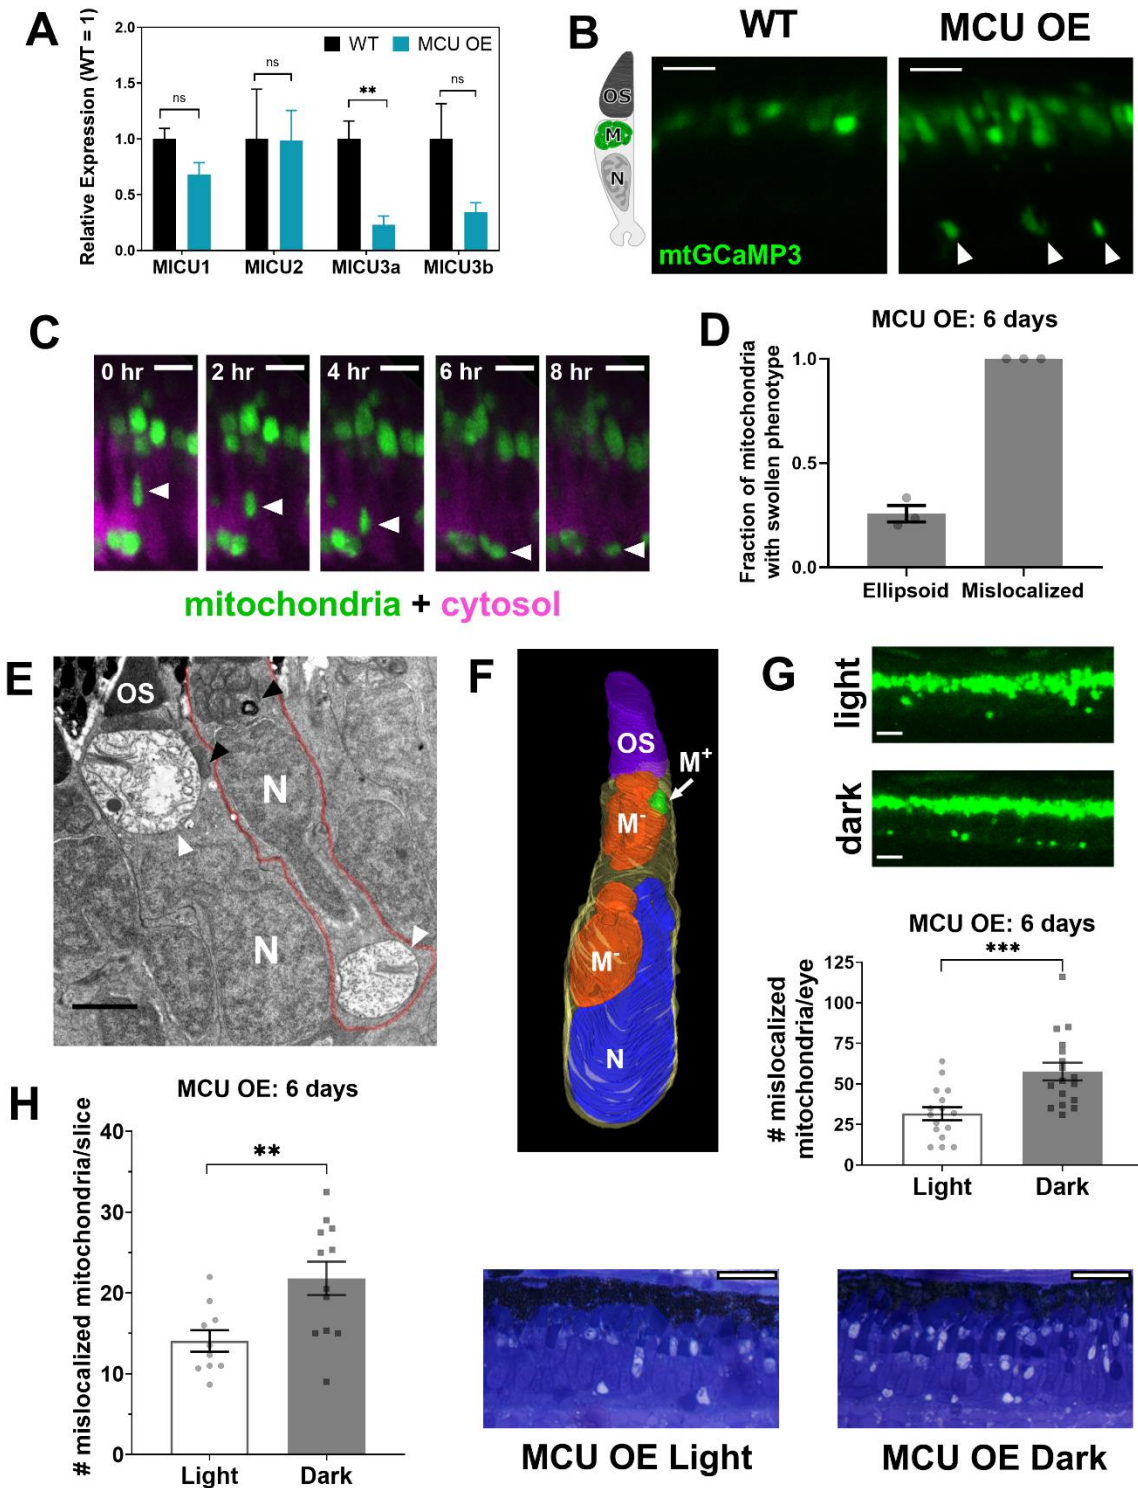 A
Relative Expression (WT = 1)
2.0
1.5
1.0
0.5
0.0
WT MCU OE
ns
ns
**
ns
MICU1 MICU2 MICU3a MICU3b
B
WT MCU OE
OS
M
N
mtGCaMP3
C
0 hr 2 hr 4 hr 6 hr 8 hr
mitochondria + cytosol
D
MCU OE: 6 days
Fraction of mitochondria
with swollen phenotype
1.0
0.5
0.0
Ellipsoid Mislocalized
E
OS
N
N
F
OS
M+
M-
M-
N
G
light
dark
MCU OE: 6 days
***
# mislocalized
mitochondria/eye
125
100
75
50
25
0
Light Dark
H
MCU OE: 6 days
# mislocalized mitochondria/slice
**
40
30
20
10
0
Light Dark
MCU OE Light MCU OE Dark